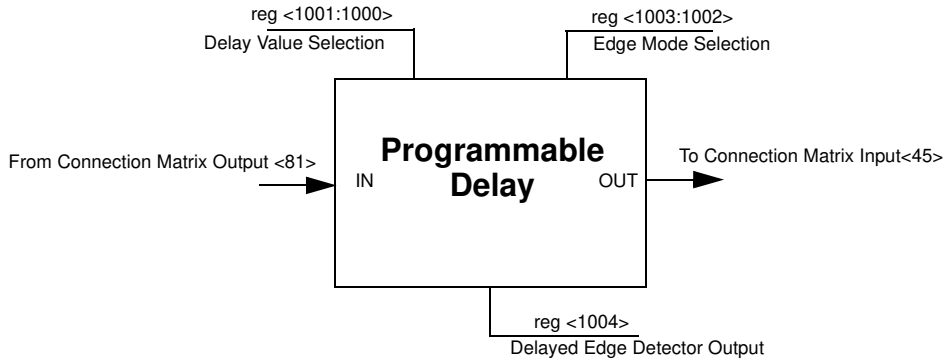 reg <1001:1000>
Delay Value Selection
reg <1003:1002>
Edge Mode Selection
From Connection Matrix Output <81>
IN
Programmable
Delay
OUT
To Connection Matrix Input<45>
reg <1004>
Delayed Edge Detector Output